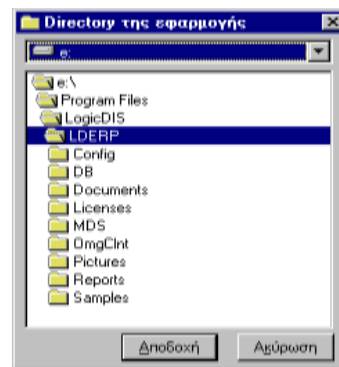 Directory της εφαρμογής
e:
e:\
Program Files
LogicDIS
LDERP
Config
DB
Documents
Licenses
MDS
OmgClnt
Pictures
Reports
Samples
Αποδοχή Ακύρωση